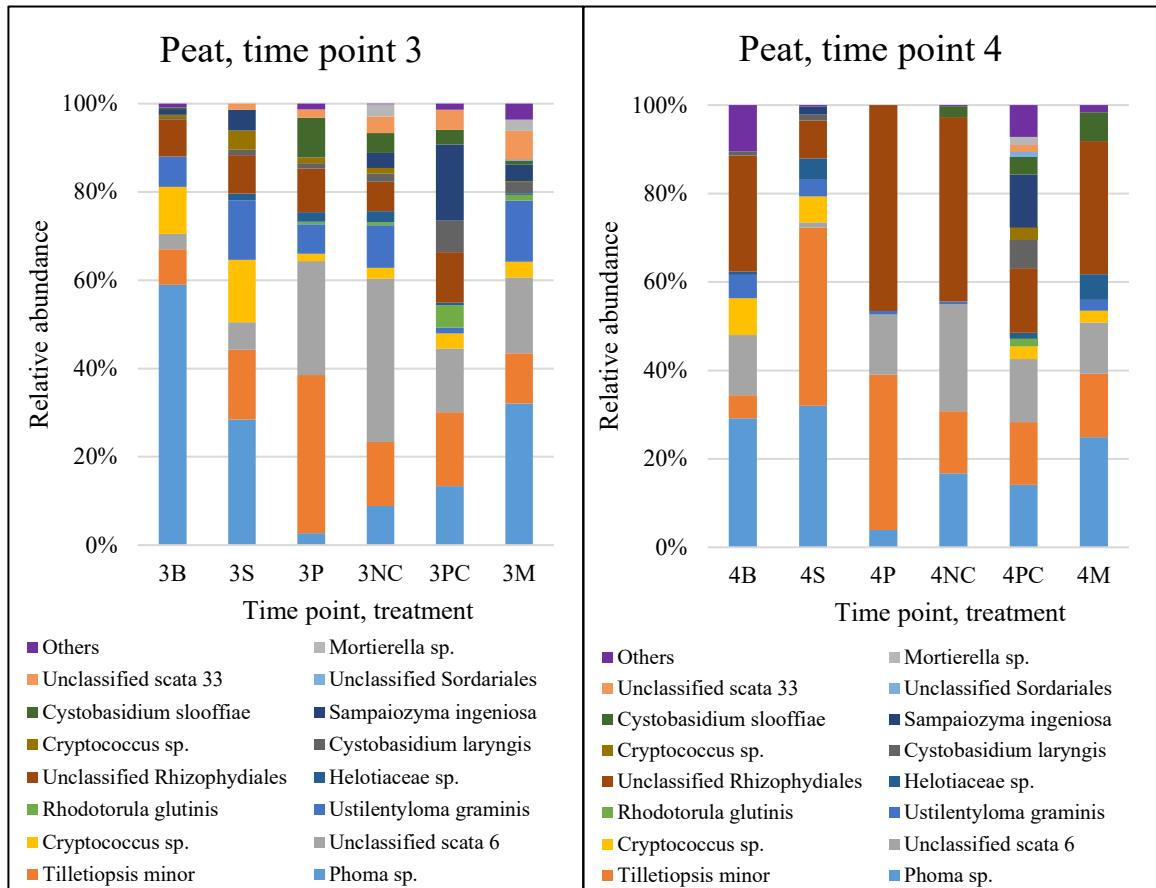 Peat, time point 3
100%
80%
60%
40%
20%
0%
Relative abundance
3B 3S 3P 3NC 3PC 3M
Time point, treatment
Others Mortierella sp.
Unclassified scata 33 Unclassified Sordariales
Cystobasidium slooffiae Sampaiozyma ingeniosa
Cryptococcus sp. Cystobasidium laryngis
Unclassified Rhizophydiales Helotiaceae sp.
Rhodotorula glutinis Ustilentyloma graminis
Cryptococcus sp. Unclassified scata 6
Tilletiopsis minor Phoma sp.
Peat, time point 4
100%
80%
60%
40%
20%
0%
Relative abundance
4B 4S 4P 4NC 4PC 4M
Time point, treatment
Others Mortierella sp.
Unclassified scata 33 Unclassified Sordariales
Cystobasidium slooffiae Sampaiozyma ingeniosa
Cryptococcus sp. Cystobasidium laryngis
Unclassified Rhizophydiales Helotiaceae sp.
Rhodotorula glutinis Ustilentyloma graminis
Cryptococcus sp. Unclassified scata 6
Tilletiopsis minor Phoma sp.